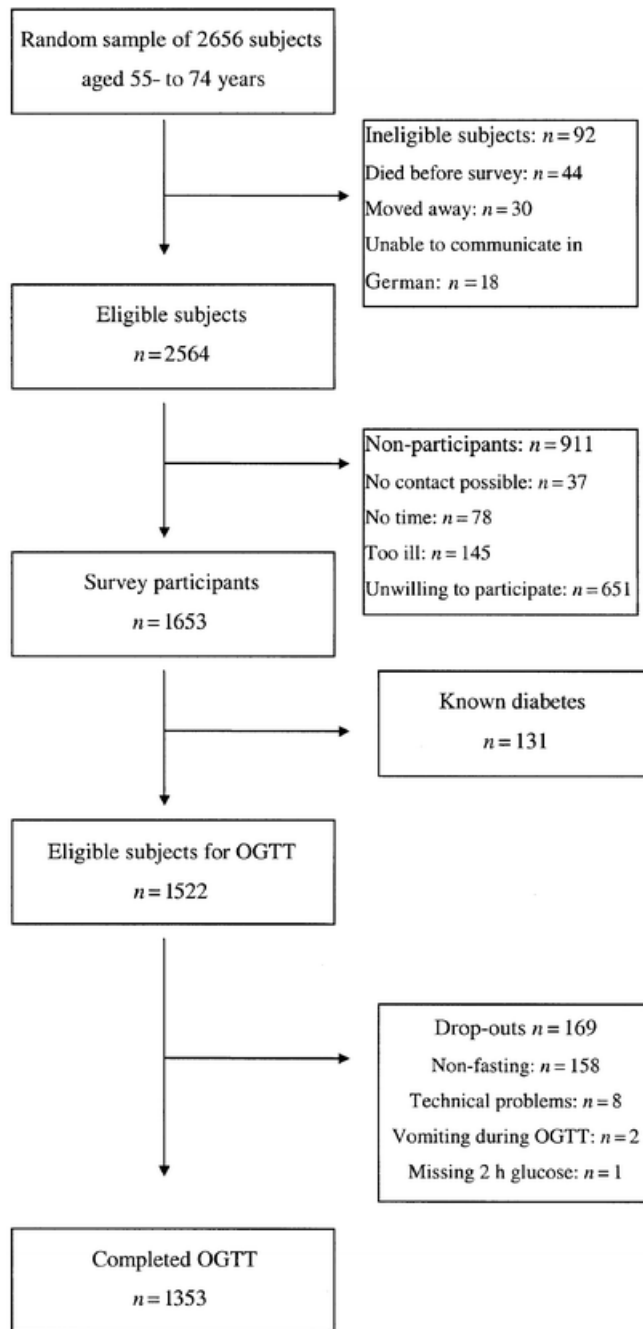 Random sample of 2656 subjects
aged 55- to 74 years
Ineligible subjects: n=92
Died before survey: n=44
Moved away: n=30
Unable to communicate in
German: n=18
Eligible subjects
n=2564
Non-participants: n=911
No contact possible: n=37
No time: n=78
Too ill: n=145
Unwilling to participate: n=651
Survey participants
n=1653
Known diabetes
n=131
Eligible subjects for OGTT
n=1522
Drop-outs n=169
Non-fasting: n=158
Technical problems: n=8
Vomiting during OGTT: n=2
Missing 2 h glucose: n=1
Completed OGTT
n=1353